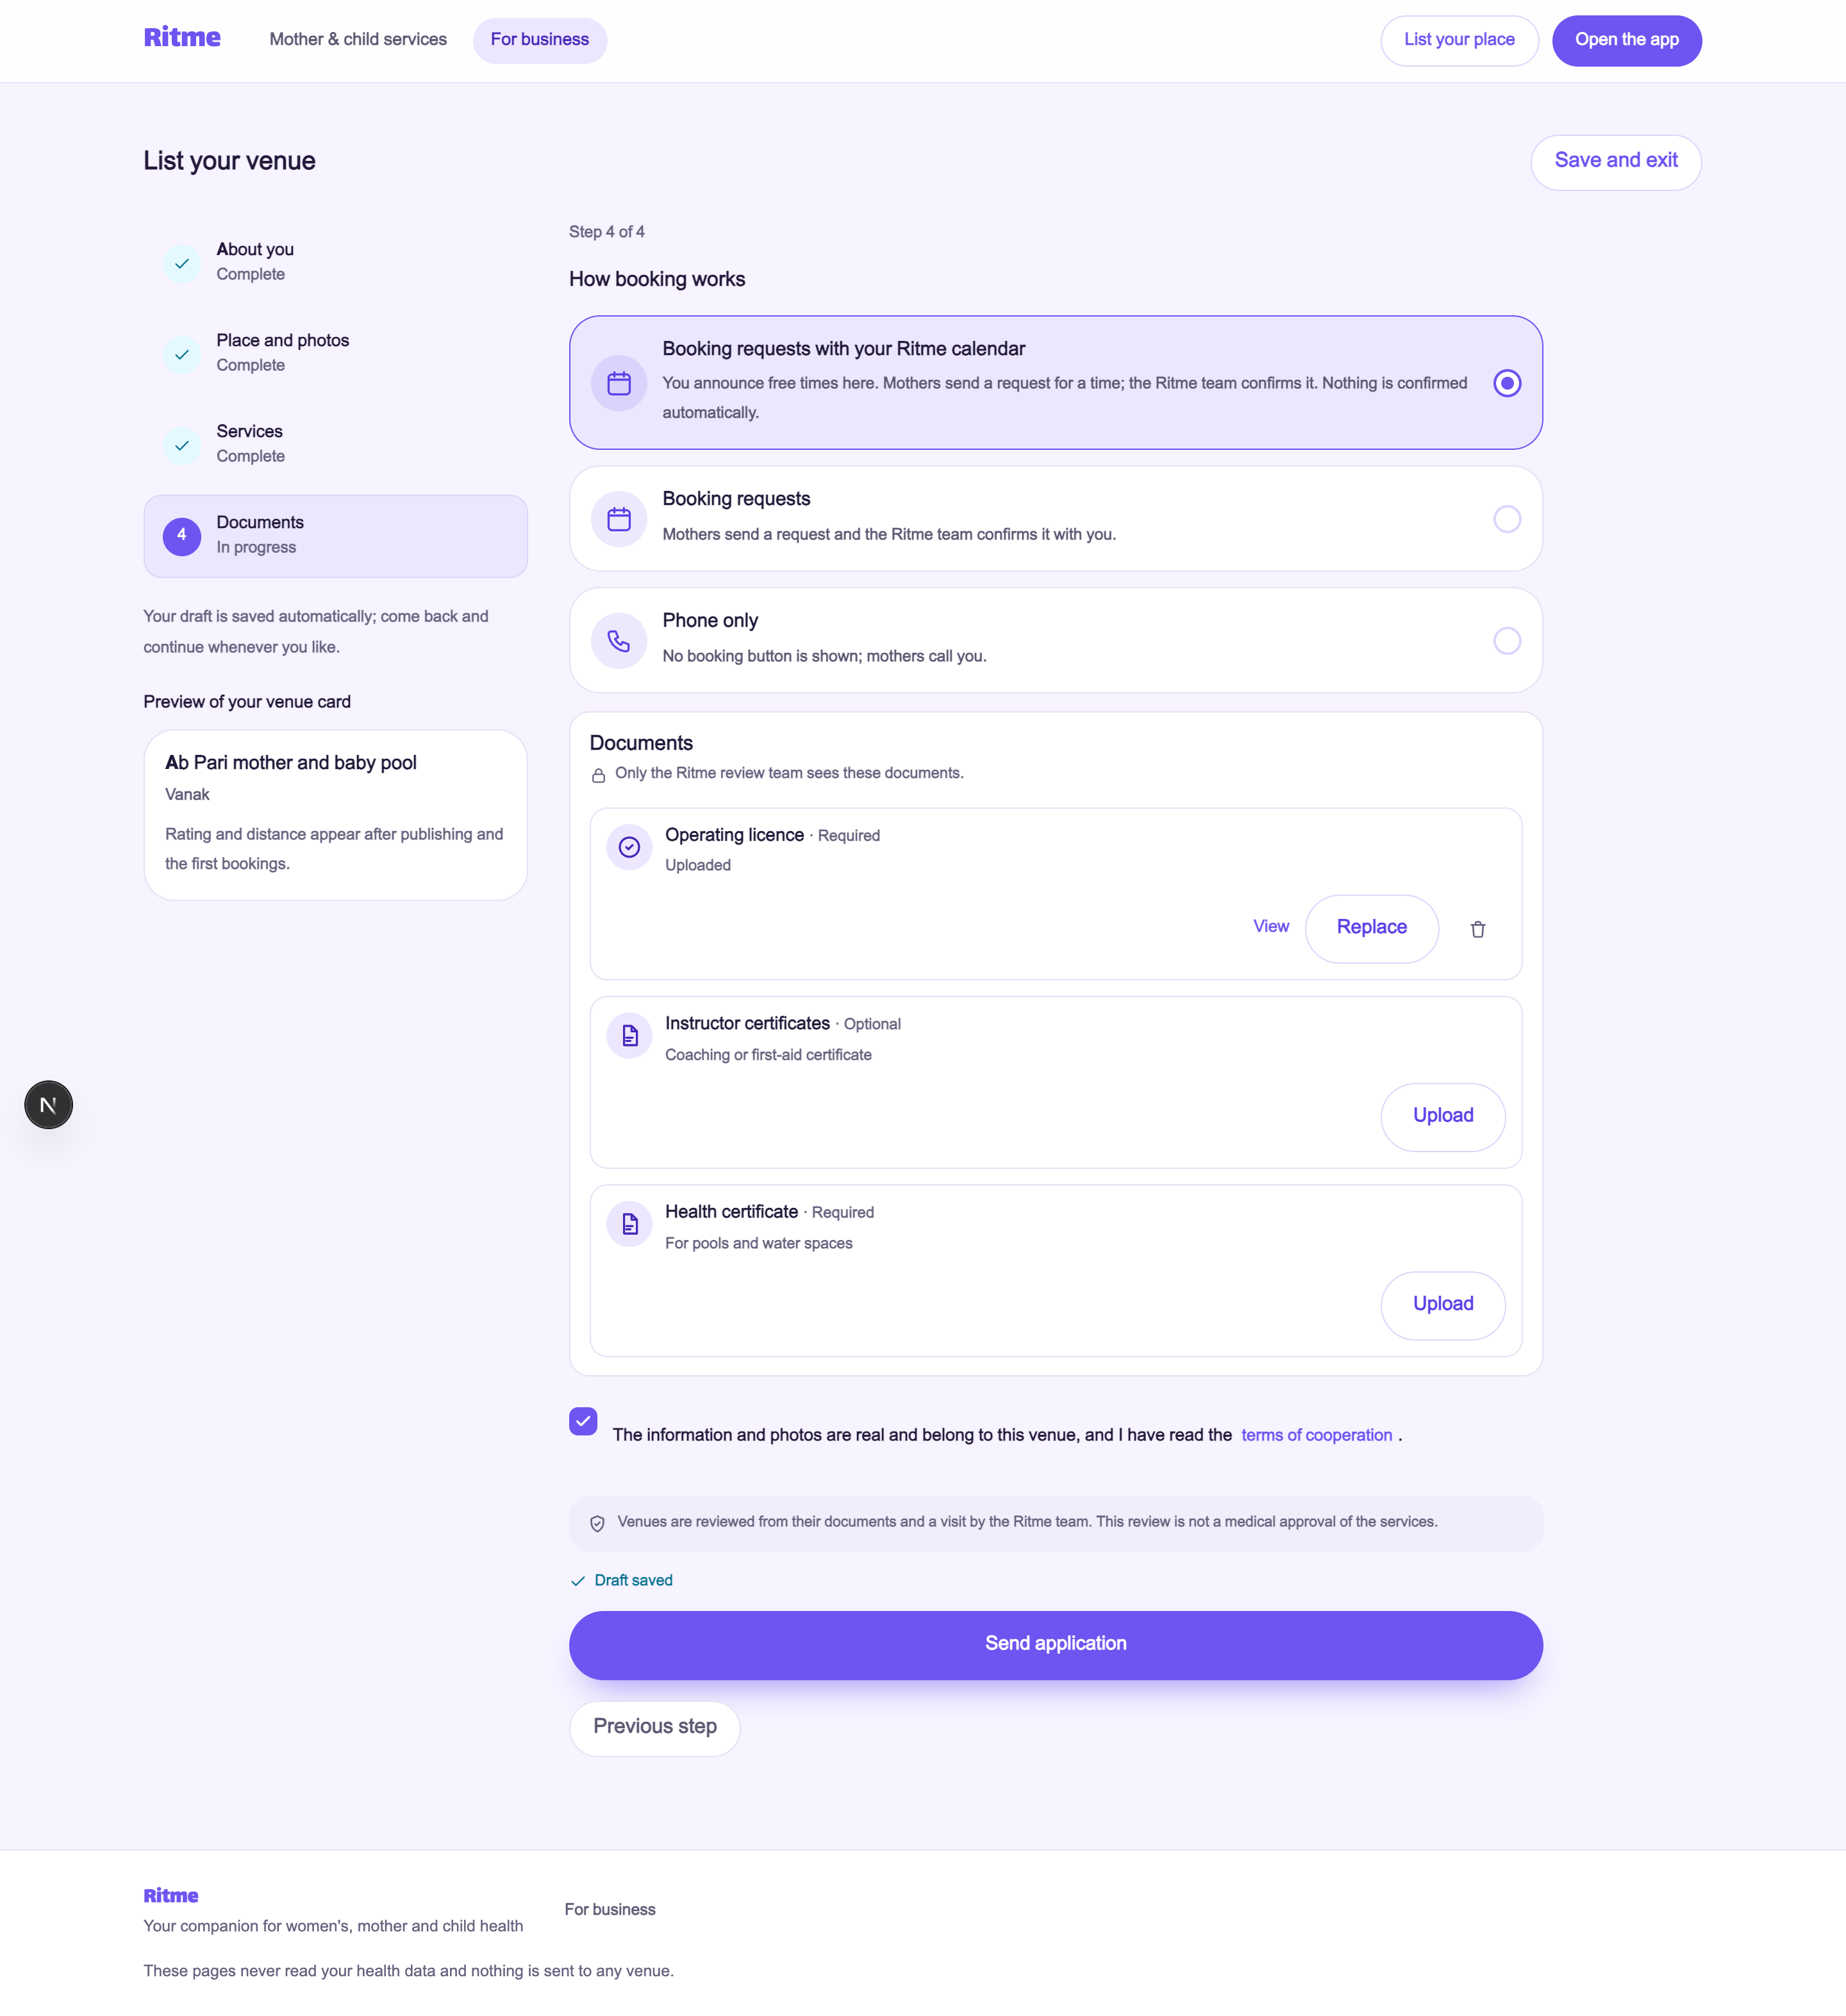 Ritme
Mother & child services
For business
List your place
Open the app
List your venue
Save and exit
About you
Complete
Place and photos
Complete
Services
Complete
4
Documents
In progress
Your draft is saved automatically; come back and
continue whenever you like.
Preview of your venue card
Ab Pari mother and baby pool
Vanak
Rating and distance appear after publishing and
the first bookings.
Step 4 of 4
How booking works
Booking requests with your Ritme calendar
You announce free times here. Mothers send a request for a time; the Ritme team confirms it. Nothing is confirmed
automatically.
Booking requests
Mothers send a request and the Ritme team confirms it with you.
Phone only
No booking button is shown; mothers call you.
Documents
Only the Ritme review team sees these documents.
Operating licence · Required
Uploaded
View
Replace
Instructor certificates · Optional
Coaching or first-aid certificate
Upload
Health certificate · Required
For pools and water spaces
Upload
N
The information and photos are real and belong to this venue, and I have read the terms of cooperation .
Venues are reviewed from their documents and a visit by the Ritme team. This review is not a medical approval of the services.
Draft saved
Send application
Previous step
Ritme
Your companion for women's, mother and child health
For business
These pages never read your health data and nothing is sent to any venue.